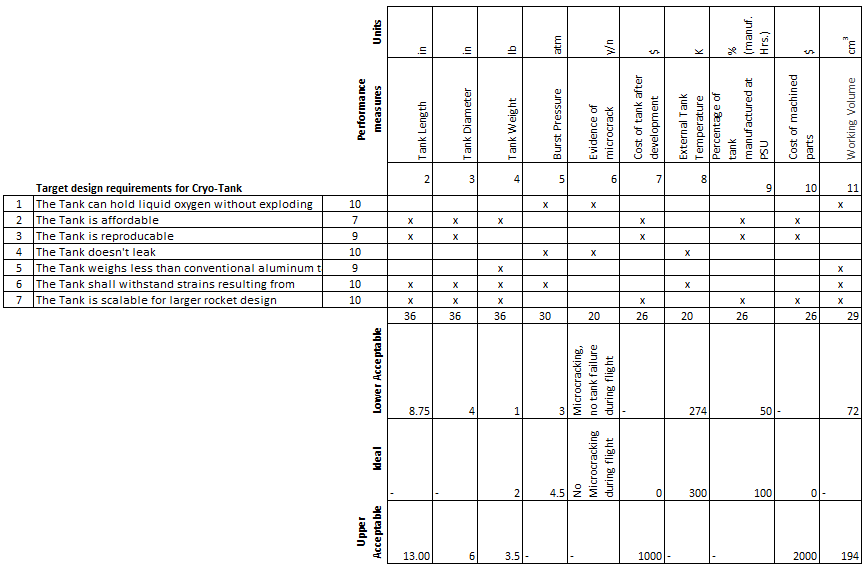 Units in in lb atm y/n $ K % (manuf. Hrs.) $ cm³
Performance measures Tank Length Tank Diameter Tank Weight Burst Pressure Evidence of microcrack Cost of tank after development External Tank Temperature Percentage of tank manufactured at PSU Cost of machined parts Working Volume
Target design requirements for Cryo-Tank 2 3 4 5 6 7 8 9 10 11
1 The Tank can hold liquid oxygen without exploding 10 x x x
2 The Tank is affordable 7 x x x x x x
3 The Tank is reproducable 9 x x x x x
4 The Tank doesn't leak 10 x x x
5 The Tank weighs less than conventional aluminum t 9 x x
6 The Tank shall withstand strains resulting from 10 x x x x x x
7 The Tank is scalable for larger rocket design 10 x x x x x x x
36 36 36 30 20 26 20 26 26 29
Lower Acceptable 8.75 4 1 3 Microcracking, no tank failure during flight - 274 50 - 72
Ideal - - 2 4.5 No Microcracking during flight 0 300 100 0 -
Upper Acceptable 13.00 6 3.5 - - 1000 - - 2000 194